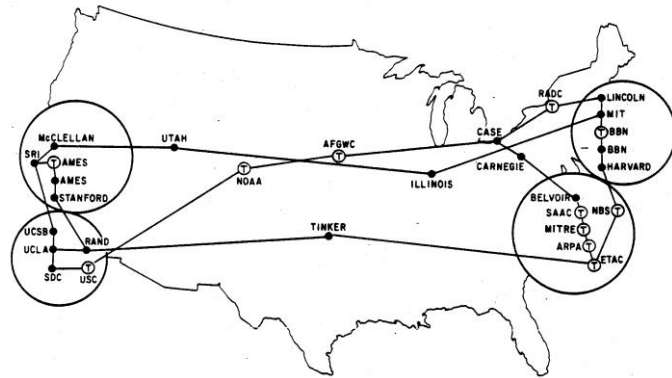 RADC
LINCOLN
MIT
T
BBN
BBN
HARVARD
McCLELLAN
UTAH
AFGWC
T
CASE
SRI
T
AMES
AMES
STANFORD
T
NOAA
ILLINOIS
CARNEGIE
BELVOIR
SAAC
T
NBS
T
MITRE
T
ARPA
T
ETAC
T
UCSB
UCLA
RAND
TINKER
SDC
T
USC
T